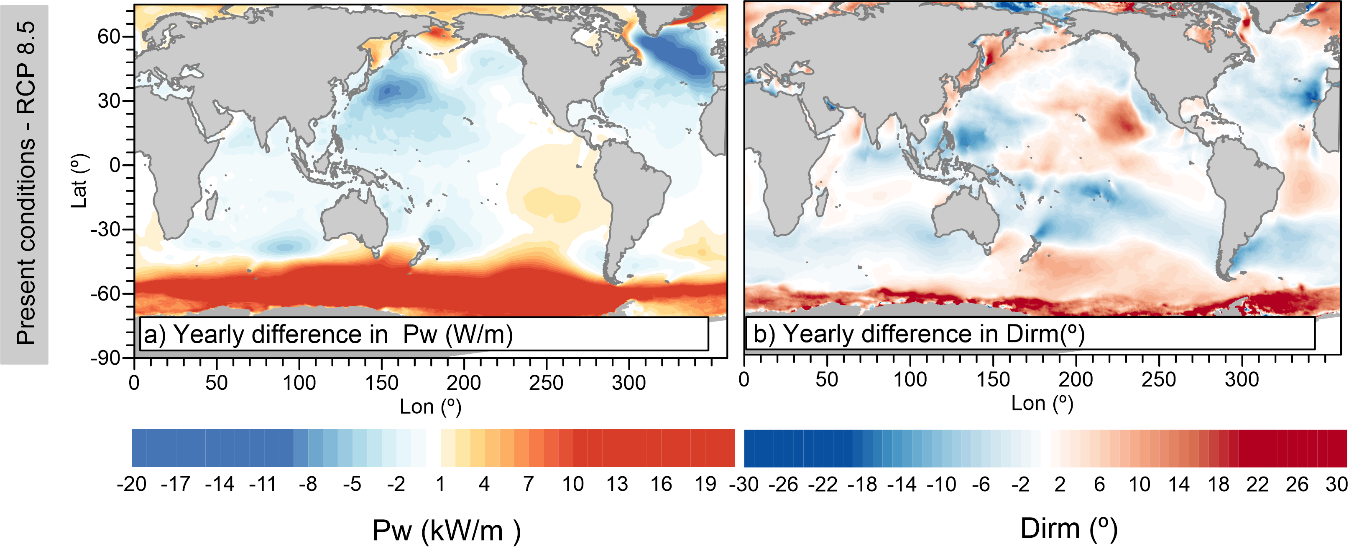 Present conditions - RCP 8.5
Lat (º)
60
30
0
-30
-60
-90
a) Yearly difference in Pw (W/m)
b) Yearly difference in Dirm(º)
0 50 100 150 200 250 300
0 50 100 150 200 250 300
Lon (º)
Lon (º)
-20 -17 -14 -11 -8 -5 -2 1 4 7 10 13 16 19
-30 -26 -22 -18 -14 -10 -6 -2 2 6 10 14 18 22 26 30
Pw (kW/m )
Dirm (º)